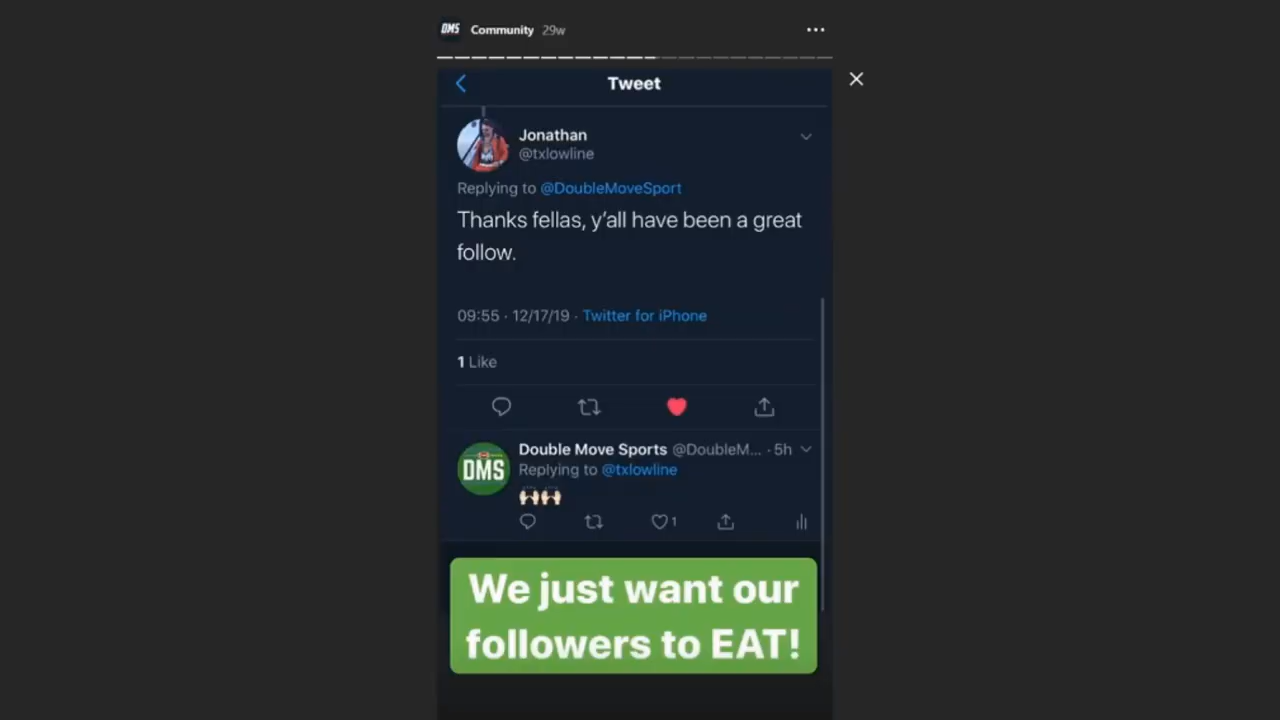 DMS Community 29w
Tweet
Jonathan
@txlowline
Replying to @DoubleMoveSport
Thanks fellas, y'all have been a great
follow.
09:55 · 12/17/19 · Twitter for iPhone
1 Like
Double Move Sports @DoubleM... · 5h
DMS
Replying to @txlowline
🙌🏻🙌🏻
1
We just want our
followers to EAT!